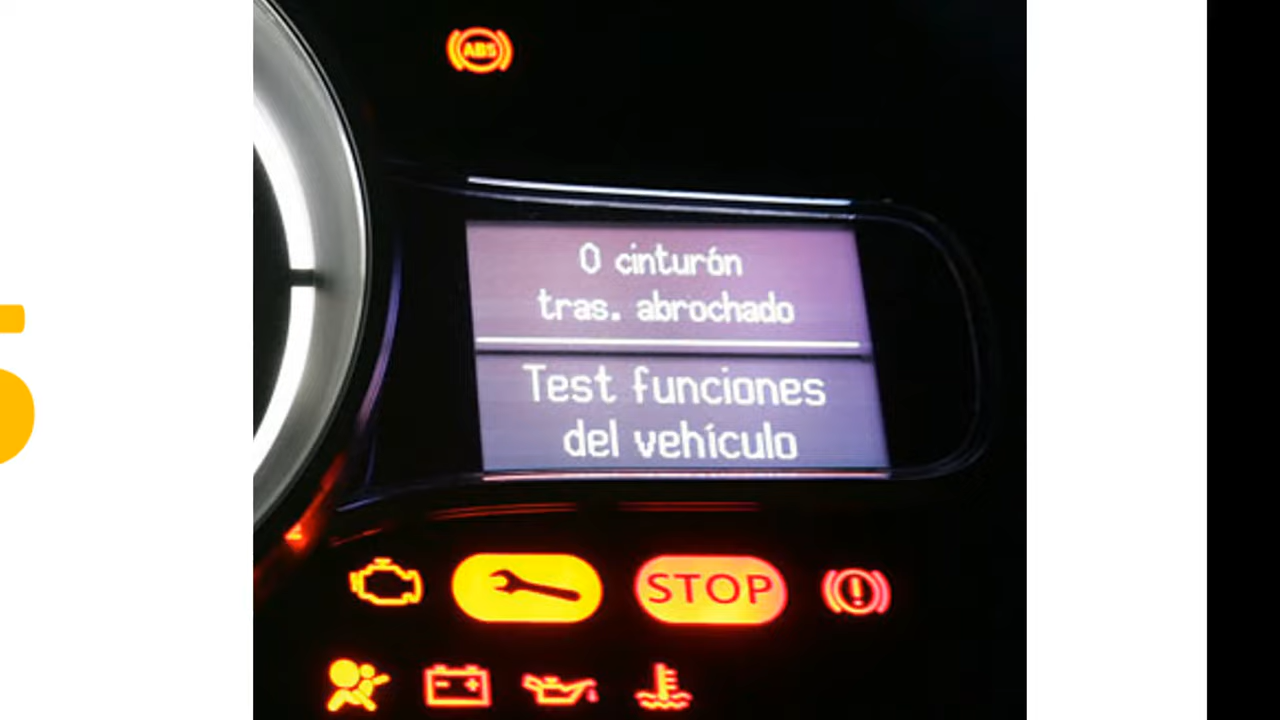 ABS
0 cinturón
tras. abrochado
Test funciones
del vehículo
STOP